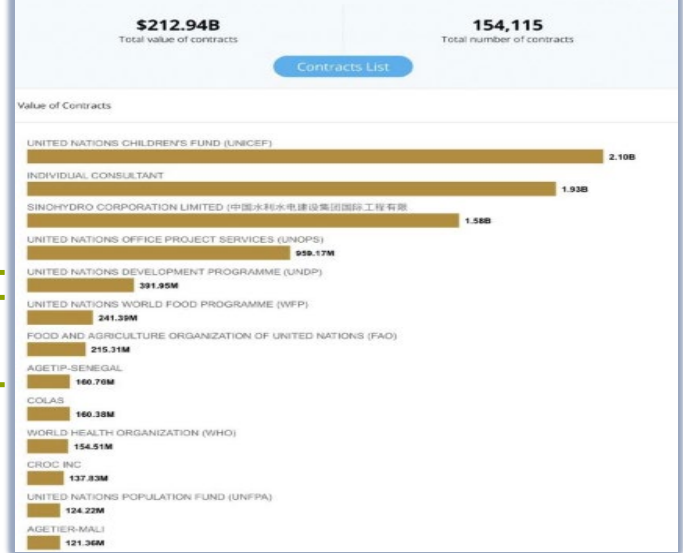 $212.94B
Total value of contracts
154,115
Total number of contracts
Contracts List
Value of Contracts
UNITED NATIONS CHILDREN'S FUND (UNICEF)
2.10B
INDIVIDUAL CONSULTANT
1.93B
SINOHYDRO CORPORATION LIMITED (中国水利水电建设集团国际工程有限
1.58B
UNITED NATIONS OFFICE PROJECT SERVICES (UNOPS)
959.17M
UNITED NATIONS DEVELOPMENT PROGRAMME (UNDP)
391.95M
UNITED NATIONS WORLD FOOD PROGRAMME (WFP)
241.39M
FOOD AND AGRICULTURE ORGANIZATION OF UNITED NATIONS (FAO)
215.31M
AGETIP-SENEGAL
160.76M
COLAS
160.38M
WORLD HEALTH ORGANIZATION (WHO)
154.51M
CROC INC
137.83M
UNITED NATIONS POPULATION FUND (UNFPA)
124.22M
AGETIER-MALI
121.36M